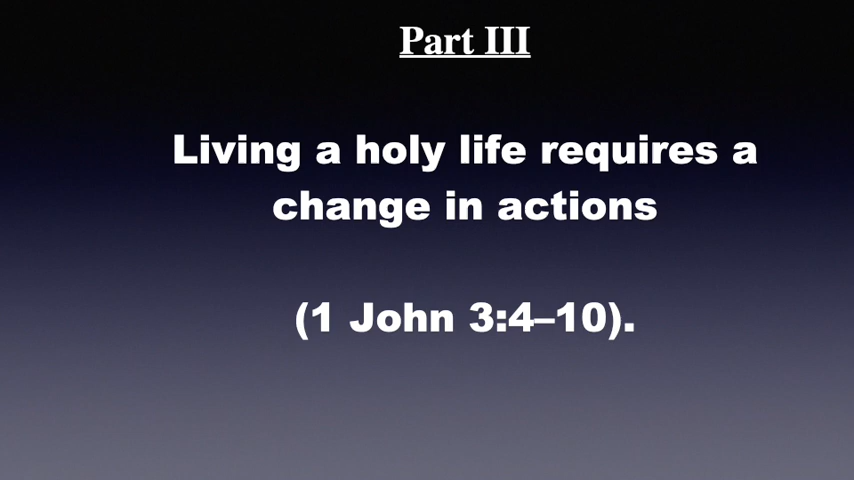 Part III
Living a holy life requires a
change in actions
(1 John 3:4–10).